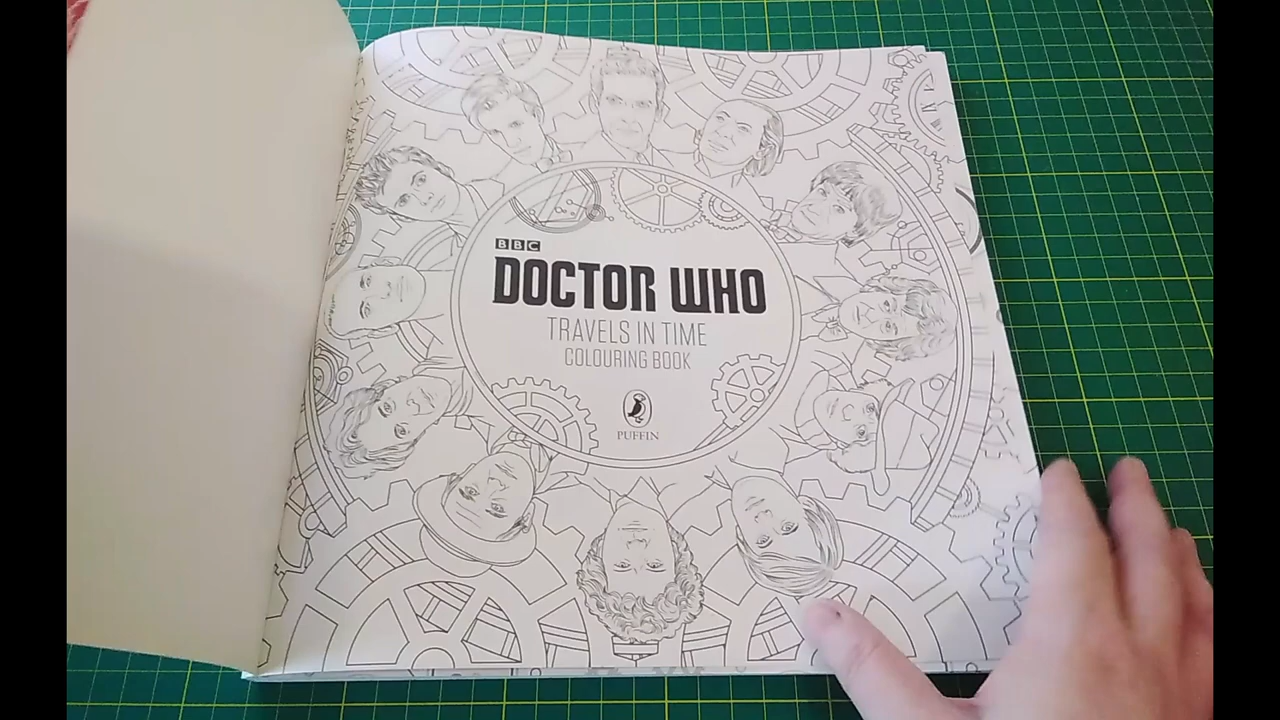 BBC
DOCTOR WHO
TRAVELS IN TIME
COLOURING BOOK
PUFFIN